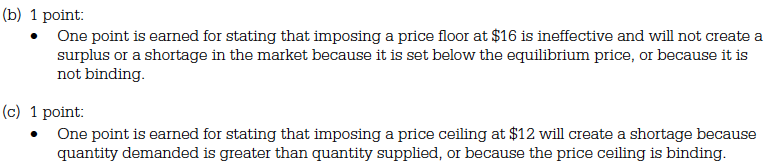 (b) 1 point:
• One point is earned for stating that imposing a price floor at $16 is ineffective and will not create a
surplus or a shortage in the market because it is set below the equilibrium price, or because it is
not binding.
(c) 1 point:
• One point is earned for stating that imposing a price ceiling at $12 will create a shortage because
quantity demanded is greater than quantity supplied, or because the price ceiling is binding.